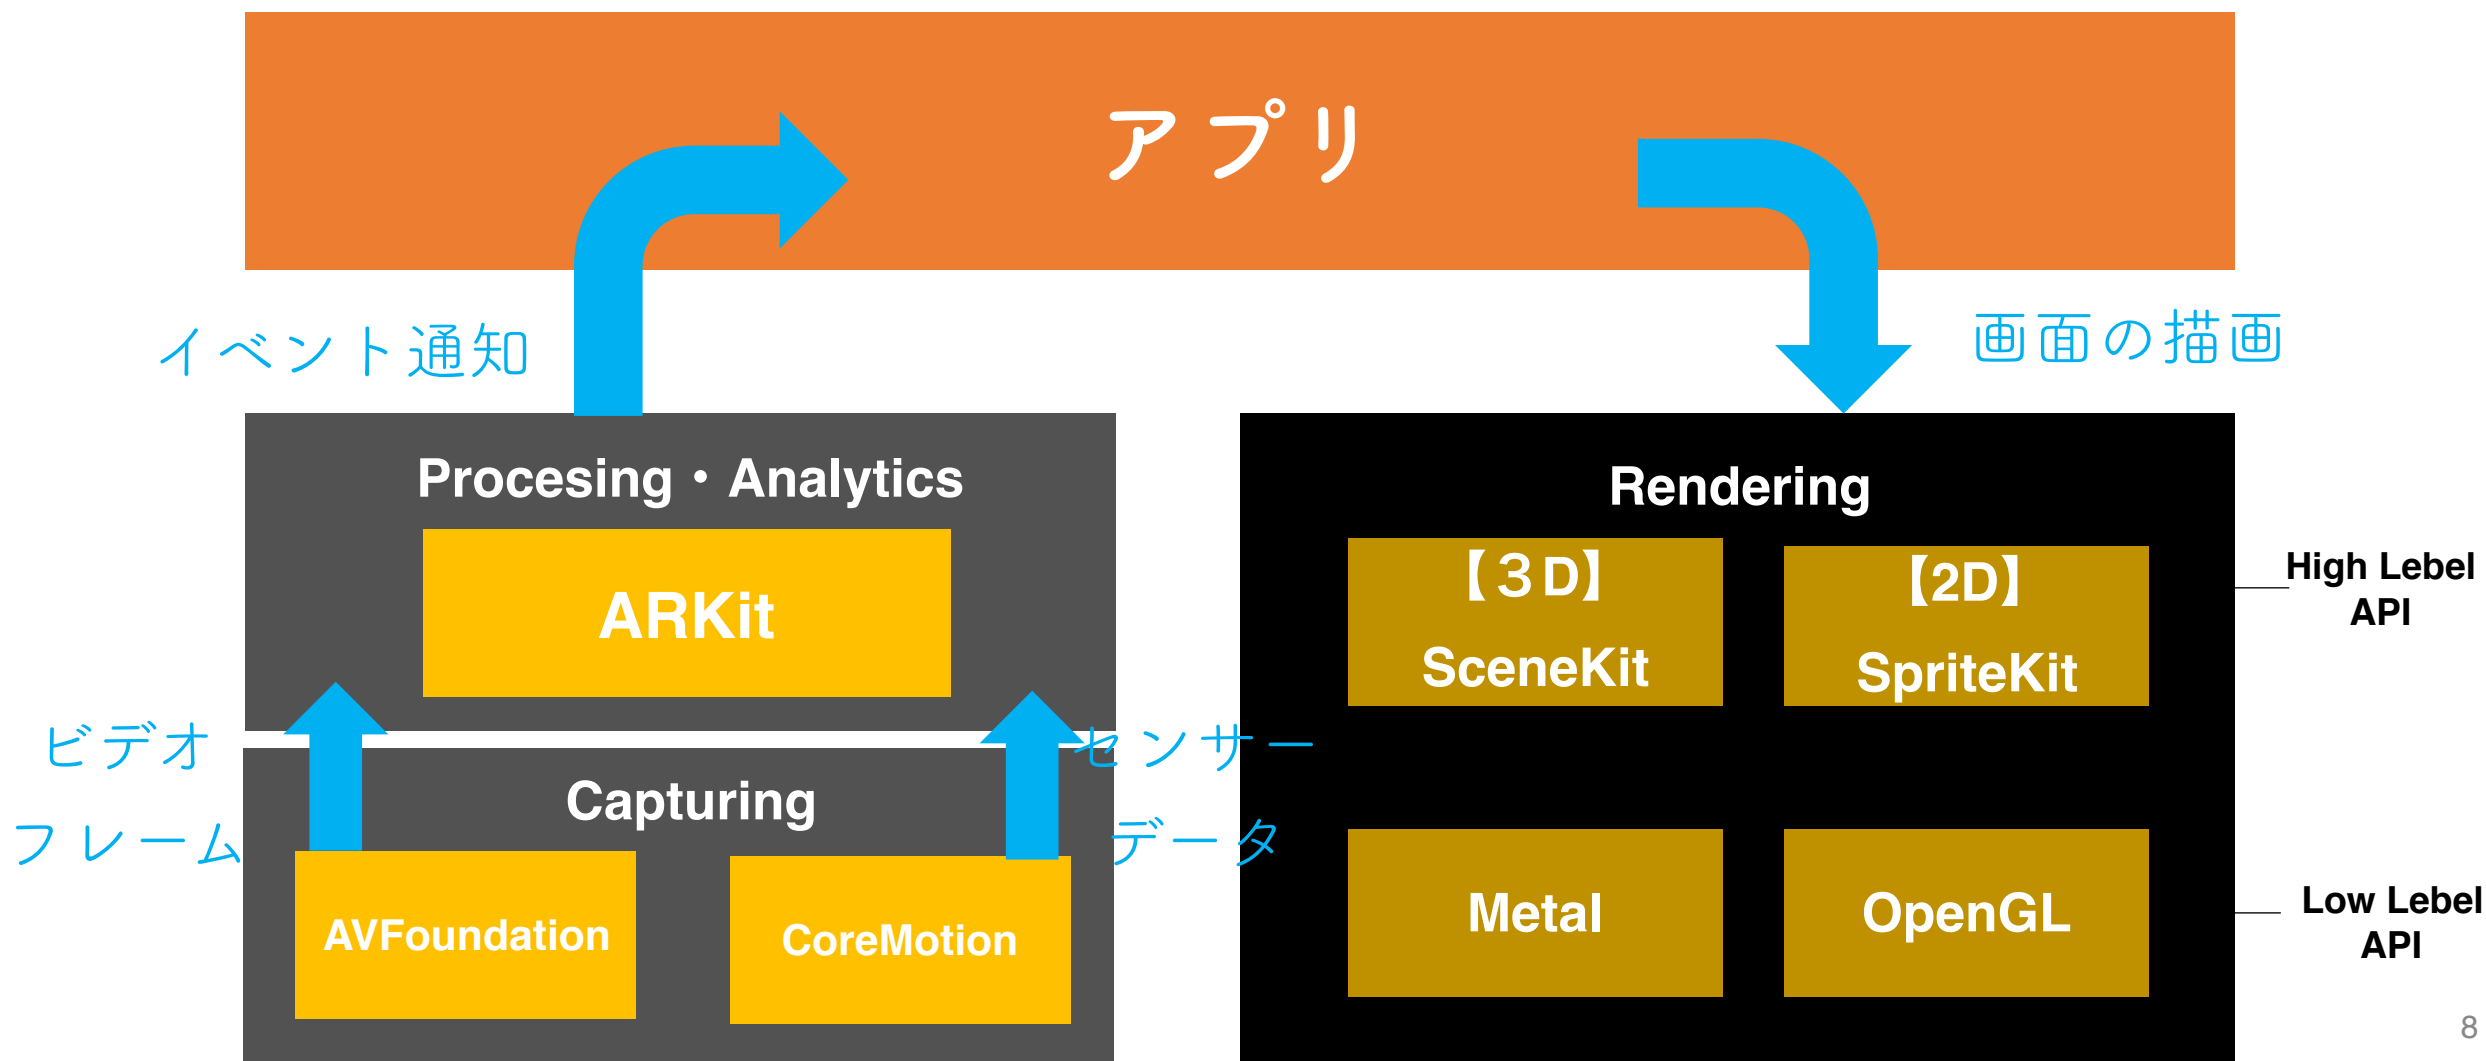 アプリ
イベント通知
画面の描画
Procesing・Analytics
ARKit
ビデオ
フレーム
センサー
データ
Capturing
AVFoundation
CoreMotion
Rendering
【３D】
SceneKit
【2D】
SpriteKit
High Lebel
API
Metal
OpenGL
Low Lebel
API
8